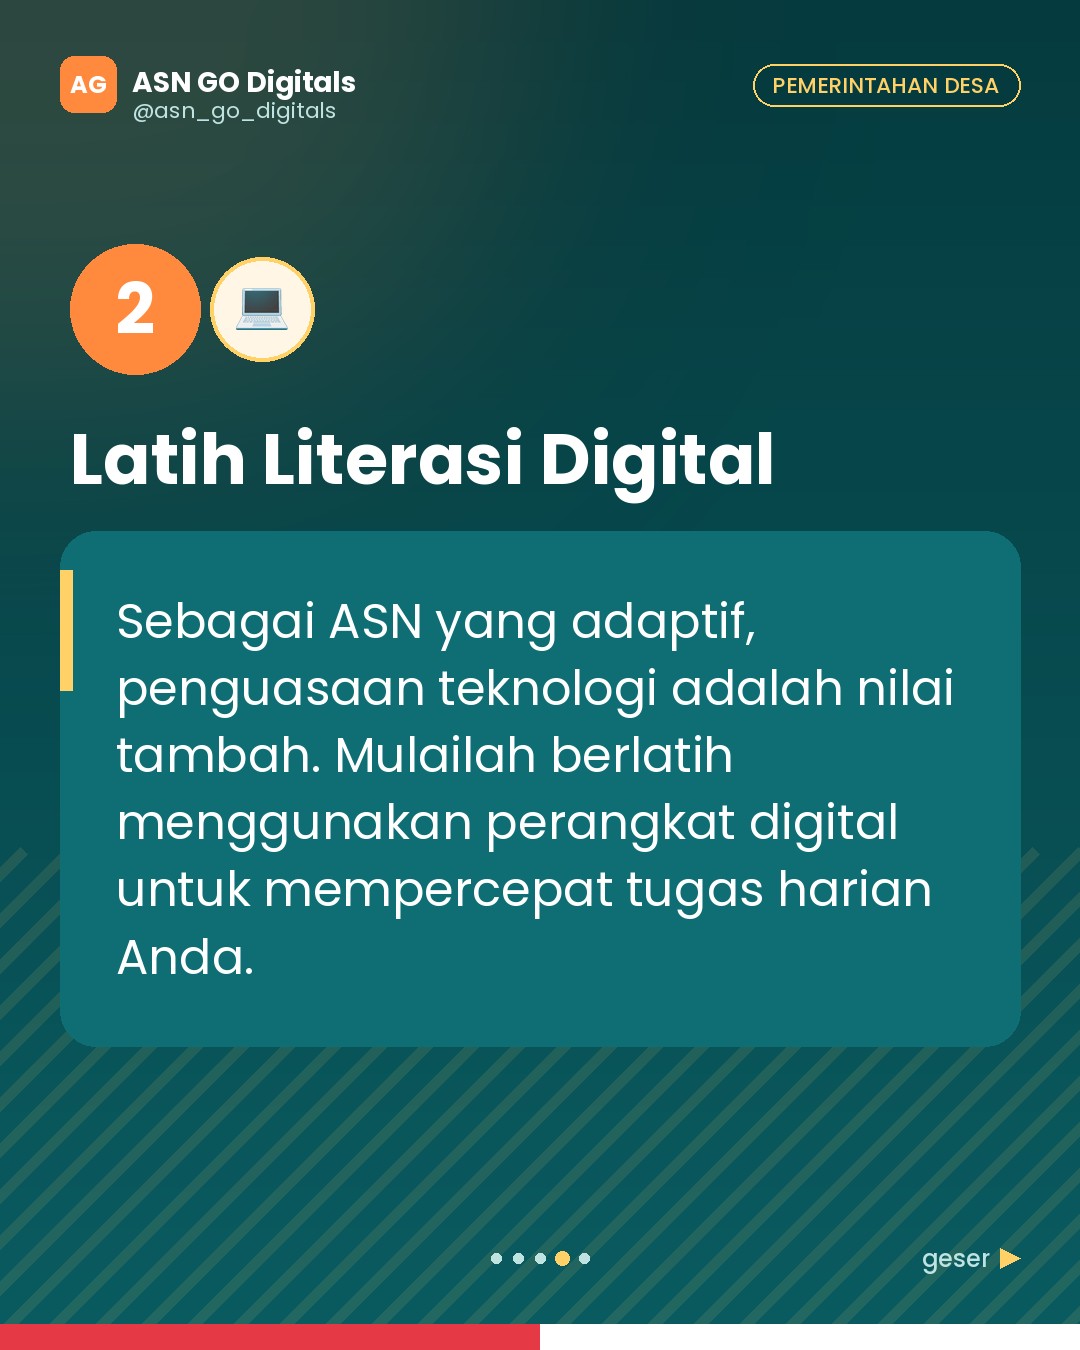 AG
ASN GO Digitals
@asn_go_digitals
PEMERINTAHAN DESA
2
Latih Literasi Digital
Sebagai ASN yang adaptif,
penguasaan teknologi adalah nilai
tambah. Mulailah berlatih
menggunakan perangkat digital
untuk mempercepat tugas harian
Anda.
geser